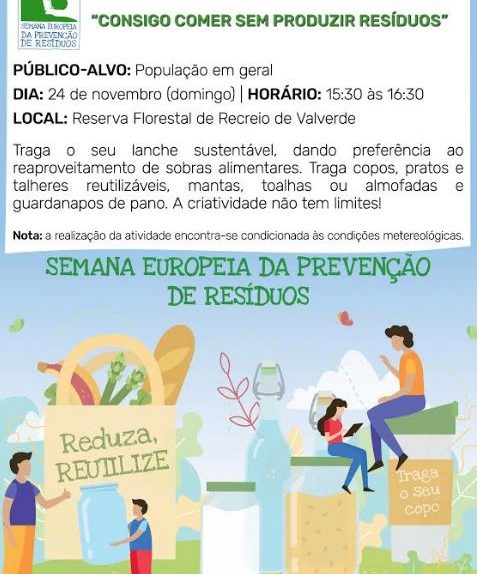 SEMANA EUROPEIA
DA PREVENÇÃO
DE RESÍDUOS
“CONSIGO COMER SEM PRODUZIR RESÍDUOS”
PÚBLICO-ALVO: População em geral
DIA: 24 de novembro (domingo) | HORÁRIO: 15:30 às 16:30
LOCAL: Reserva Florestal de Recreio de Valverde
Traga o seu lanche sustentável, dando preferência ao
reaproveitamento de sobras alimentares. Traga copos, pratos e
talheres reutilizáveis, mantas, toalhas ou almofadas e
guardanapos de pano. A criatividade não tem limites!
Nota: a realização da atividade encontra-se condicionada às condições metereológicas.
SEMANA EUROPEIA DA PREVENÇÃO
DE RESÍDUOS
Reduza,
REUTILIZE
Traga
o seu
copo